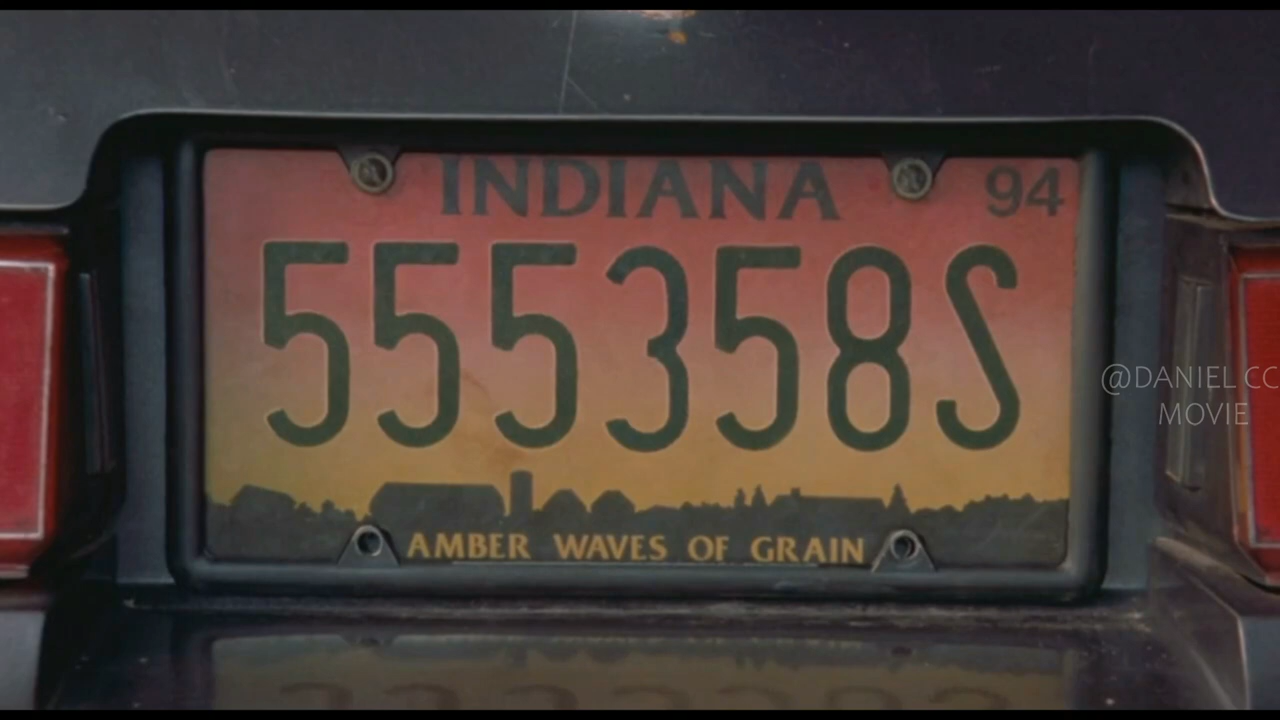 INDIANA 94
555358S
AMBER WAVES OF GRAIN
@DANIEL CC
MOVIE